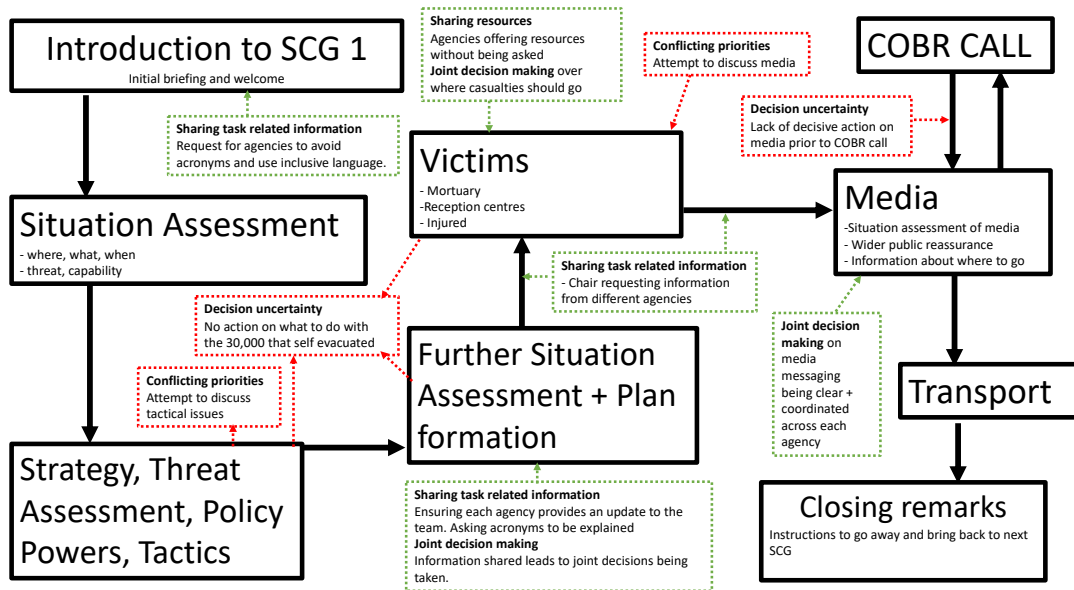 Introduction to SCG 1
Initial briefing and welcome
Sharing task related information
Request for agencies to avoid
acronyms and use inclusive language.
Situation Assessment
- where, what, when
- threat, capability
Decision uncertainty
No action on what to do with
the 30,000 that self evacuated
Conflicting priorities
Attempt to discuss
tactical issues
Strategy, Threat
Assessment, Policy
Powers, Tactics
Sharing resources
Agencies offering resources
without being asked
Joint decision making over
where casualties should go
Conflicting priorities
Attempt to discuss media
Victims
- Mortuary
-Reception centres
- Injured
Sharing task related information
- Chair requesting information
from different agencies
Further Situation
Assessment + Plan
formation
Sharing task related information
Ensuring each agency provides an update to the
team. Asking acronyms to be explained
Joint decision making
Information shared leads to joint decisions being
taken.
COBR CALL
Decision uncertainty
Lack of decisive action on
media prior to COBR call
Media
-Situation assessment of media
- Wider public reassurance
- Information about where to go
Joint decision
making on
media
messaging
being clear +
coordinated
across each
agency
Transport
Closing remarks
Instructions to go away and bring back to next
SCG